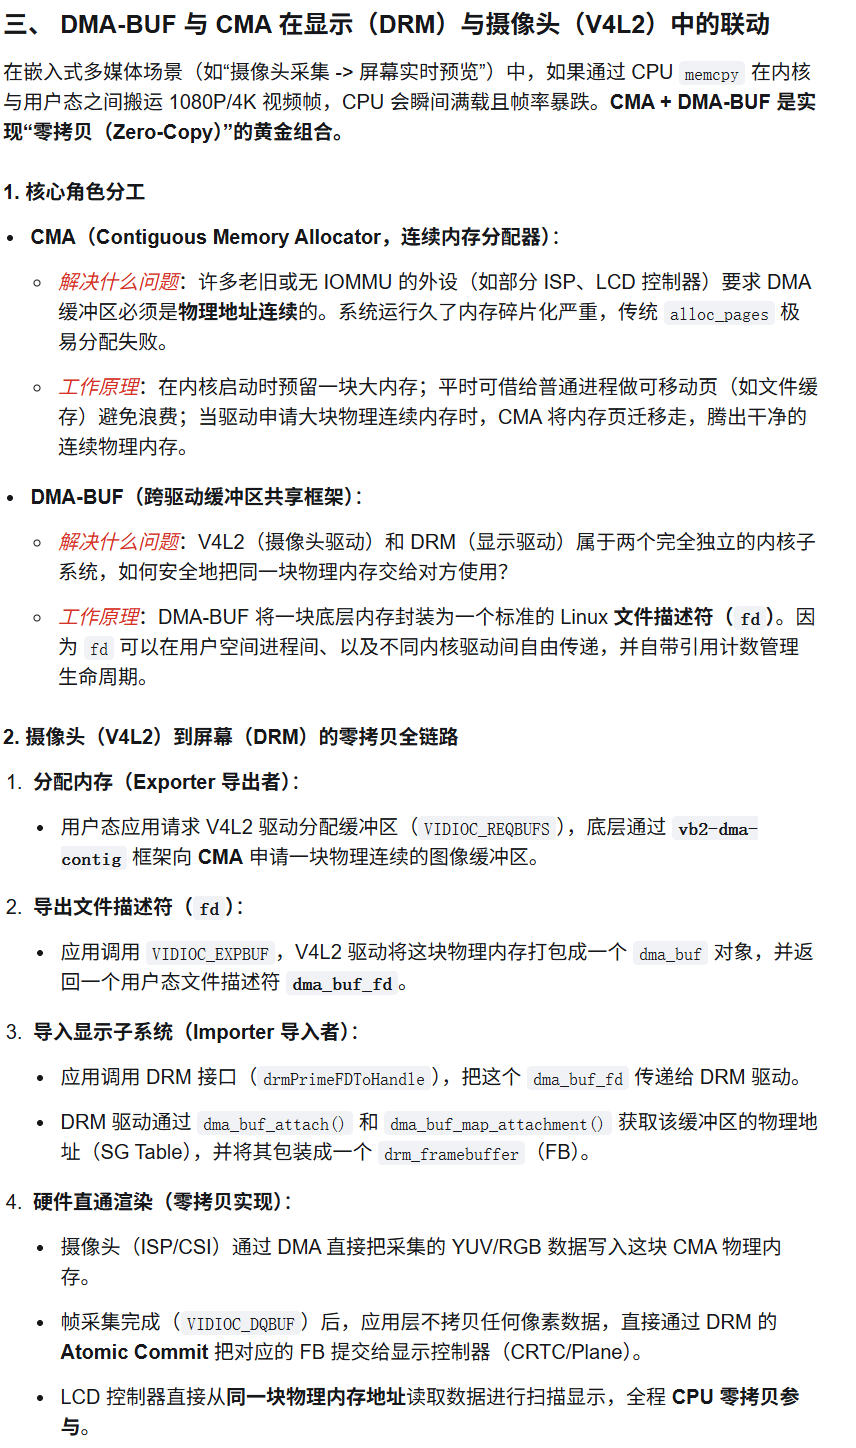 三、 DMA-BUF 与 CMA 在显示（DRM）与摄像头（V4L2）中的联动
在嵌入式多媒体场景（如“摄像头采集 -> 屏幕实时预览”）中，如果通过 CPU memcpy 在内核
与用户态之间搬运 1080P/4K 视频帧，CPU 会瞬间满载且帧率暴跌。CMA + DMA-BUF 是实
现“零拷贝（Zero-Copy）”的黄金组合。
1. 核心角色分工
• CMA（Contiguous Memory Allocator，连续内存分配器）：
◦ 解决什么问题：许多老旧或无 IOMMU 的外设（如部分 ISP、LCD 控制器）要求 DMA
缓冲区必须是物理地址连续的。系统运行久了内存碎片化严重，传统 alloc_pages 极
易分配失败。
◦ 工作原理：在内核启动时预留一块大内存；平时可借给普通进程做可移动页（如文件缓
存）避免浪费；当驱动申请大块物理连续内存时，CMA 将内存页迁移走，腾出干净的
连续物理内存。
• DMA-BUF（跨驱动缓冲区共享框架）：
◦ 解决什么问题：V4L2（摄像头驱动）和 DRM（显示驱动）属于两个完全独立的内核子
系统，如何安全地把同一块物理内存交给对方使用？
◦ 工作原理：DMA-BUF 将一块底层内存封装为一个标准的 Linux 文件描述符（ fd ）。因
为 fd 可以在用户空间进程间、以及不同内核驱动间自由传递，并自带引用计数管理
生命周期。
2. 摄像头（V4L2）到屏幕（DRM）的零拷贝全链路
1. 分配内存（Exporter 导出者）：
• 用户态应用请求 V4L2 驱动分配缓冲区（ VIDIOC_REQBUFS ），底层通过 vb2-dma-
contig 框架向 CMA 申请一块物理连续的图像缓冲区。
2. 导出文件描述符（ fd ）：
• 应用调用 VIDIOC_EXPBUF ，V4L2 驱动将这块物理内存打包成一个 dma_buf 对象，并返
回一个用户态文件描述符 dma_buf_fd 。
3. 导入显示子系统（Importer 导入者）：
• 应用调用 DRM 接口（ drmPrimeFDToHandle ），把这个 dma_buf_fd 传递给 DRM 驱动。
• DRM 驱动通过 dma_buf_attach() 和 dma_buf_map_attachment() 获取该缓冲区的物理地
址（SG Table），并将其包装成一个 drm_framebuffer （FB）。
4. 硬件直通渲染（零拷贝实现）：
• 摄像头（ISP/CSI）通过 DMA 直接把采集的 YUV/RGB 数据写入这块 CMA 物理内
存。
• 帧采集完成（ VIDIOC_DQBUF ）后，应用层不拷贝任何像素数据，直接通过 DRM 的
Atomic Commit 把对应的 FB 提交给显示控制器（CRTC/Plane）。
• LCD 控制器直接从同一块物理内存地址读取数据进行扫描显示，全程 CPU 零拷贝参
与。